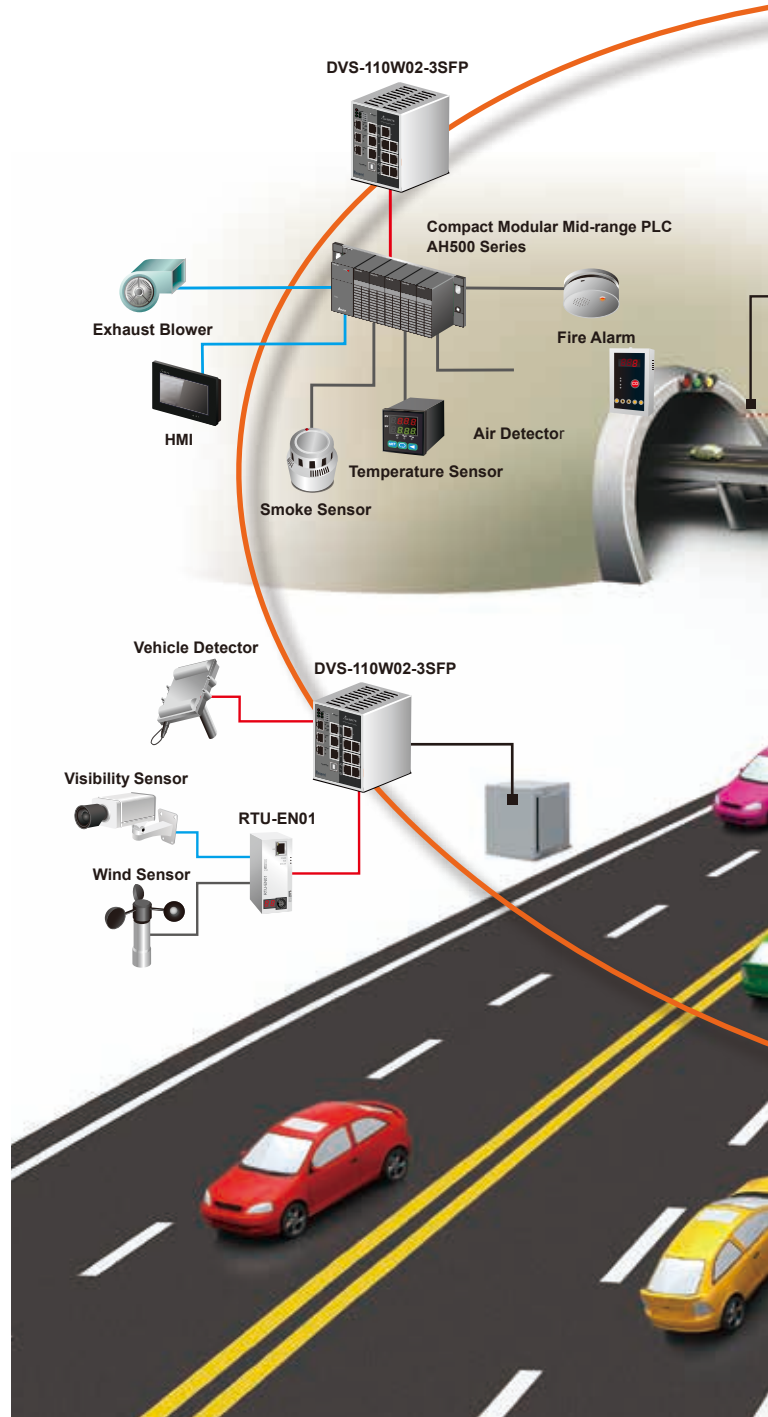 DVS-110W02-3SFP
Compact Modular Mid-range PLC
AH500 Series
Exhaust Blower
Fire Alarm
HMI
Air Detector
Temperature Sensor
Smoke Sensor
Vehicle Detector
DVS-110W02-3SFP
Visibility Sensor
RTU-EN01
Wind Sensor